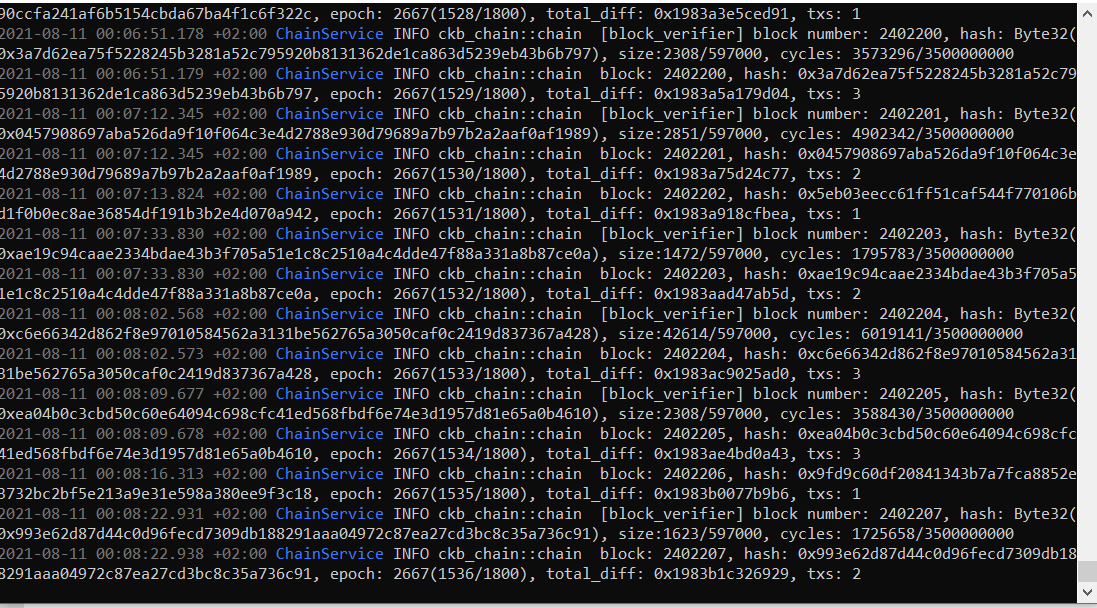 90ccfa241af6b5154cbda67ba4f1c6f322c, epoch: 2667(1528/1800), total_diff: 0x1983a3e5ced91, txs: 1
2021-08-11 00:06:51.178 +02:00 ChainService INFO ckb_chain::chain  [block_verifier] block number: 2402200, hash: Byte32(
0x3a7d62ea75f5228245b3281a52c795920b8131362de1ca863d5239eb43b6b797), size:2308/597000, cycles: 3573296/3500000000
2021-08-11 00:06:51.179 +02:00 ChainService INFO ckb_chain::chain  block: 2402200, hash: 0x3a7d62ea75f5228245b3281a52c79
5920b8131362de1ca863d5239eb43b6b797, epoch: 2667(1529/1800), total_diff: 0x1983a5a179d04, txs: 3
2021-08-11 00:07:12.345 +02:00 ChainService INFO ckb_chain::chain  [block_verifier] block number: 2402201, hash: Byte32(
0x0457908697aba526da9f10f064c3e4d2788e930d79689a7b97b2a2aaf0af1989), size:2851/597000, cycles: 4902342/3500000000
2021-08-11 00:07:12.345 +02:00 ChainService INFO ckb_chain::chain  block: 2402201, hash: 0x0457908697aba526da9f10f064c3e
4d2788e930d79689a7b97b2a2aaf0af1989, epoch: 2667(1530/1800), total_diff: 0x1983a75d24c77, txs: 2
2021-08-11 00:07:13.824 +02:00 ChainService INFO ckb_chain::chain  block: 2402202, hash: 0x5eb03eecc61ff51caf544f770106b
d1f0b0ec8ae36854df191b3b2e4d070a942, epoch: 2667(1531/1800), total_diff: 0x1983a918cfbea, txs: 1
2021-08-11 00:07:33.830 +02:00 ChainService INFO ckb_chain::chain  [block_verifier] block number: 2402203, hash: Byte32(
0xae19c94caae2334bdae43b3f705a51e1c8c2510a4c4dde47f88a331a8b87ce0a), size:1472/597000, cycles: 1795783/3500000000
2021-08-11 00:07:33.830 +02:00 ChainService INFO ckb_chain::chain  block: 2402203, hash: 0xae19c94caae2334bdae43b3f705a5
1e1c8c2510a4c4dde47f88a331a8b87ce0a, epoch: 2667(1532/1800), total_diff: 0x1983aad47ab5d, txs: 2
2021-08-11 00:08:02.568 +02:00 ChainService INFO ckb_chain::chain  [block_verifier] block number: 2402204, hash: Byte32(
0xc6e66342d862f8e97010584562a3131be562765a3050caf0c2419d837367a428), size:42614/597000, cycles: 6019141/3500000000
2021-08-11 00:08:02.573 +02:00 ChainService INFO ckb_chain::chain  block: 2402204, hash: 0xc6e66342d862f8e97010584562a31
31be562765a3050caf0c2419d837367a428, epoch: 2667(1533/1800), total_diff: 0x1983ac9025ad0, txs: 3
2021-08-11 00:08:09.677 +02:00 ChainService INFO ckb_chain::chain  [block_verifier] block number: 2402205, hash: Byte32(
0xea04b0c3cbd50c60e64094c698cfc41ed568fbdf6e74e3d1957d81e65a0b4610), size:2308/597000, cycles: 3588430/3500000000
2021-08-11 00:08:09.678 +02:00 ChainService INFO ckb_chain::chain  block: 2402205, hash: 0xea04b0c3cbd50c60e64094c698cfc
41ed568fbdf6e74e3d1957d81e65a0b4610, epoch: 2667(1534/1800), total_diff: 0x1983ae4bd0a43, txs: 3
2021-08-11 00:08:16.313 +02:00 ChainService INFO ckb_chain::chain  block: 2402206, hash: 0x9fd9c60df20841343b7a7fca8852e
3732bc2bf5e213a9e31e598a380ee9f3c18, epoch: 2667(1535/1800), total_diff: 0x1983b0077b9b6, txs: 1
2021-08-11 00:08:22.931 +02:00 ChainService INFO ckb_chain::chain  [block_verifier] block number: 2402207, hash: Byte32(
0x993e62d87d44c0d96fecd7309db188291aaa04972c87ea27cd3bc8c35a736c91), size:1623/597000, cycles: 1725658/3500000000
2021-08-11 00:08:22.938 +02:00 ChainService INFO ckb_chain::chain  block: 2402207, hash: 0x993e62d87d44c0d96fecd7309db18
8291aaa04972c87ea27cd3bc8c35a736c91, epoch: 2667(1536/1800), total_diff: 0x1983b1c326929, txs: 2